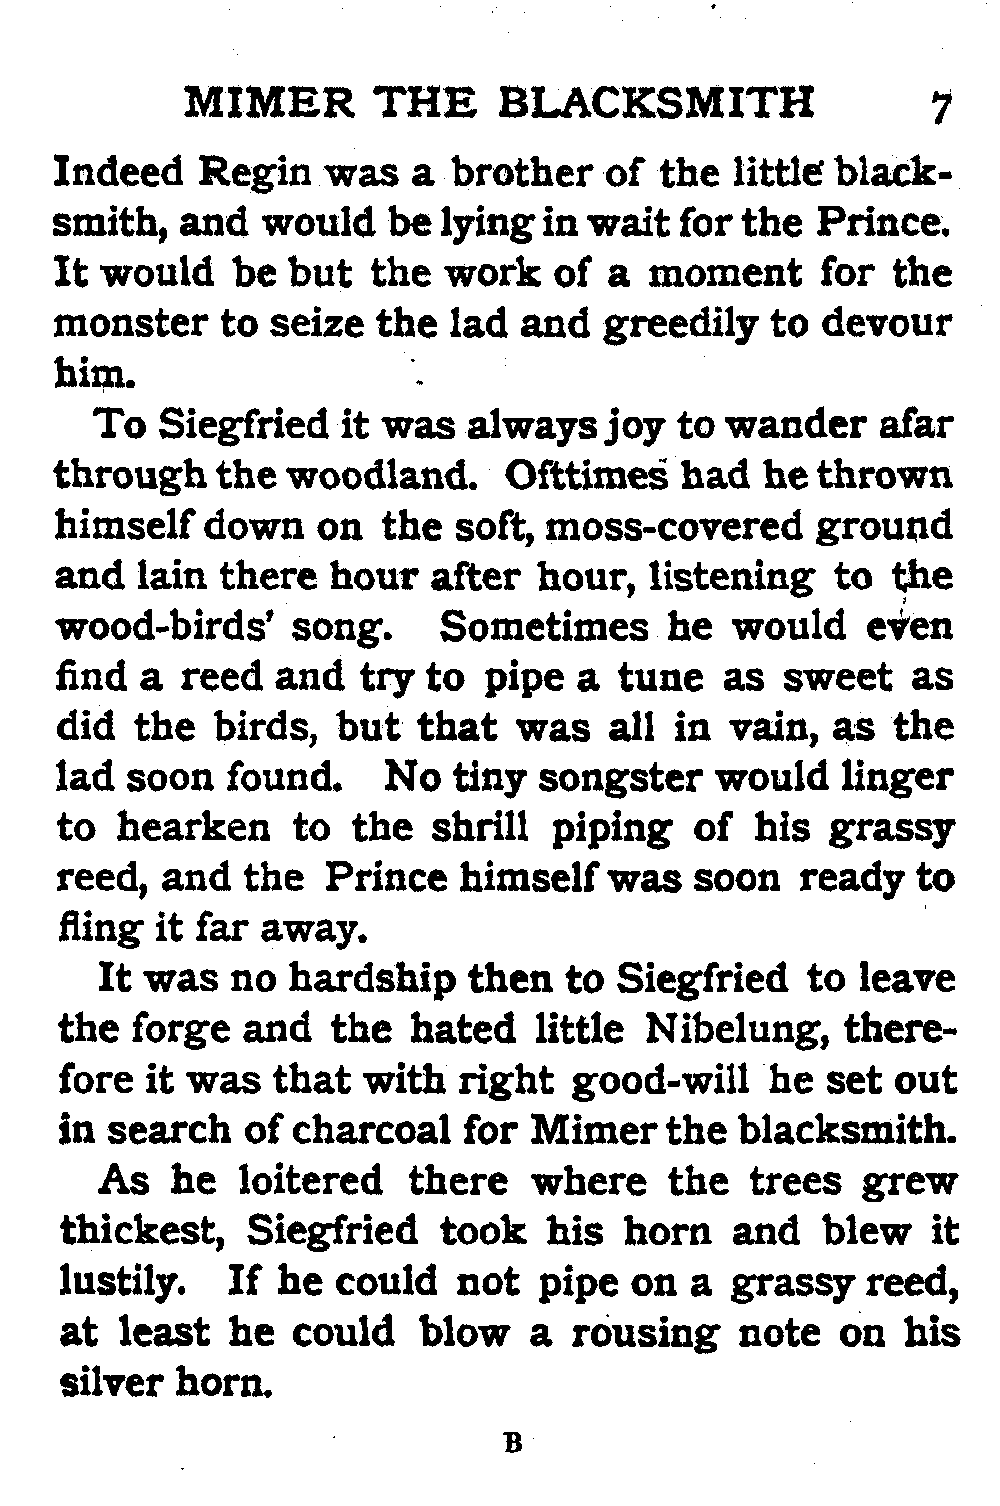 MIMER THE BLACKSMITH 7
Indeed Regin was a brother of the little black-
smith, and would be lying in wait for the Prince.
It would be but the work of a moment for the
monster to seize the lad and greedily to devour
him.
To Siegfried it was always joy to wander afar
through the woodland. Ofttimes had he thrown
himself down on the soft, moss-covered ground
and lain there hour after hour, listening to the
wood-birds' song. Sometimes he would even
find a reed and try to pipe a tune as sweet as
did the birds, but that was all in vain, as the
lad soon found. No tiny songster would linger
to hearken to the shrill piping of his grassy
reed, and the Prince himself was soon ready to
fling it far away.
It was no hardship then to Siegfried to leave
the forge and the hated little Nibelung, there-
fore it was that with right good-will he set out
in search of charcoal for Mimer the blacksmith.
As he loitered there where the trees grew
thickest, Siegfried took his horn and blew it
lustily. If he could not pipe on a grassy reed,
at least he could blow a rousing note on his
silver horn.
B